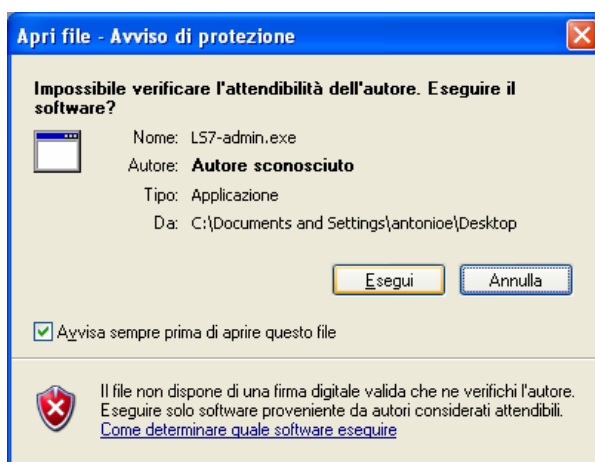 Apri file - Avviso di protezione
Impossibile verificare l'attendibilità dell'autore. Eseguire il
software?
Nome: LS7-admin.exe
Autore: Autore sconosciuto
Tipo: Applicazione
Da: C:\Documents and Settings\antonioe\Desktop
Esegui Annulla
Avvisa sempre prima di aprire questo file
Il file non dispone di una firma digitale valida che ne verifichi l'autore.
Eseguire solo software proveniente da autori considerati attendibili.
Come determinare quale software eseguire